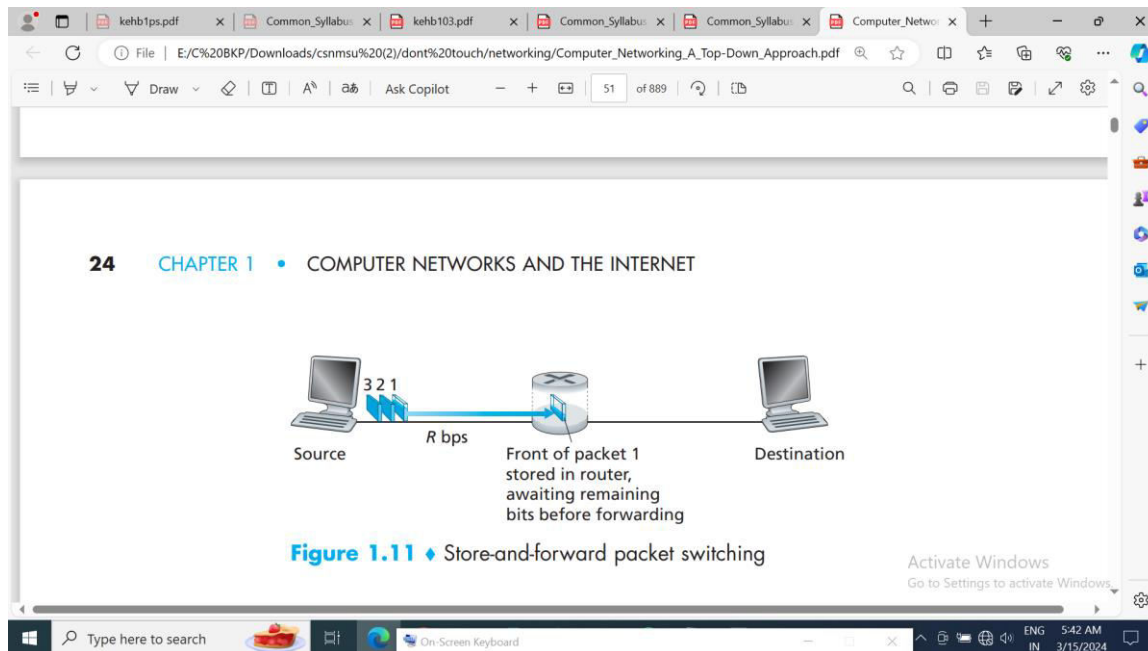 kehb1ps.pdf
Common_Syllabus
kehb103.pdf
Common_Syllabus
Common_Syllabus
Computer_Networ
File | E:/C%20BKP/Downloads/csnmsu%20(2)/dont%20touch/networking/Computer_Networking_A_Top-Down_Approach.pdf
Draw
Ask Copilot
51 of 889
24 CHAPTER 1 • COMPUTER NETWORKS AND THE INTERNET
3 2 1
R bps
Source
Front of packet 1
stored in router,
awaiting remaining
bits before forwarding
Destination
Figure 1.11 ♦ Store-and-forward packet switching
Activate Windows
Go to Settings to activate Windows.
Type here to search
On-Screen Keyboard
ENG
IN
5:42 AM
3/15/2024